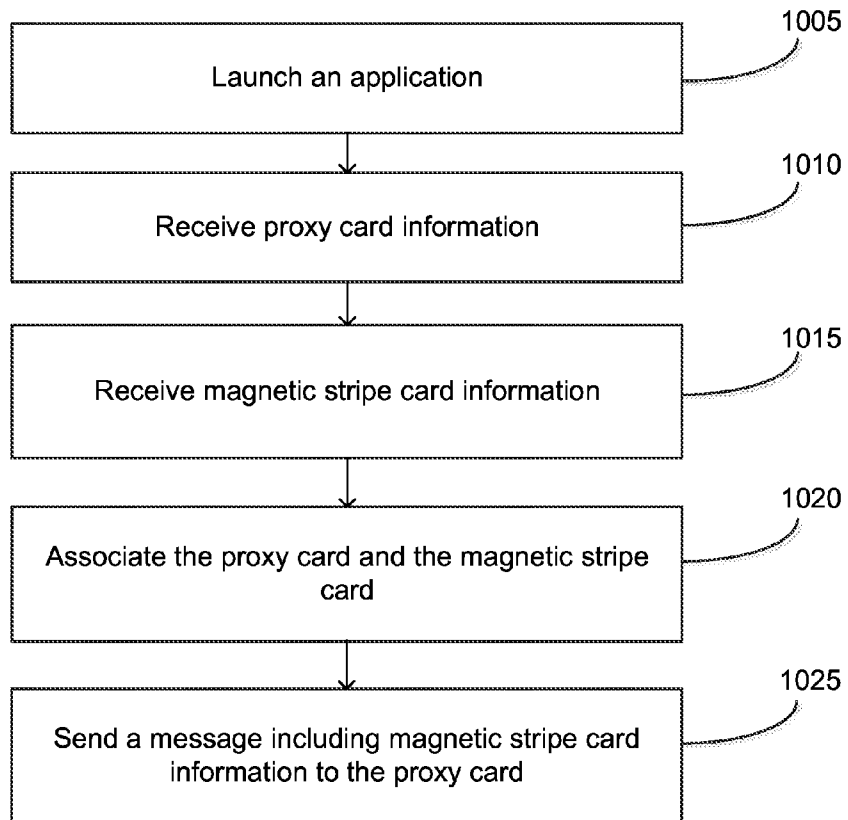 1005
Launch an application
1010
Receive proxy card information
1015
Receive magnetic stripe card information
1020
Associate the proxy card and the magnetic stripe
card
1025
Send a message including magnetic stripe card
information to the proxy card